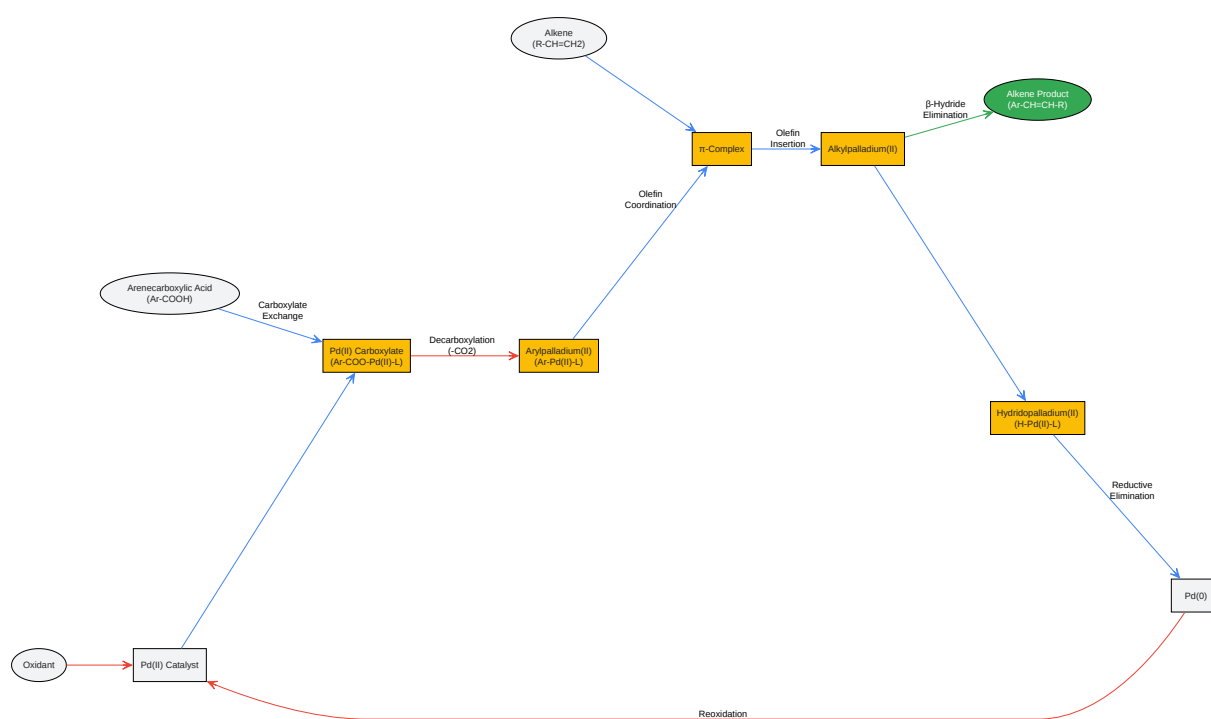 Alkene
(R-CH=CH2)
Alkene Product
(Ar-CH=CH-R)
β-Hydride
Elimination
π-Complex
Olefin
Insertion
Alkylpalladium(II)
Olefin
Coordination
Arenecarboxylic Acid
(Ar-COOH)
Carboxylate
Exchange
Pd(II) Carboxylate
(Ar-COO-Pd(II)-L)
Decarboxylation
(-CO2)
Arylpalladium(II)
(Ar-Pd(II)-L)
Hydridopalladium(II)
(H-Pd(II)-L)
Reductive
Elimination
Pd(0)
Oxidant
Pd(II) Catalyst
Reoxidation